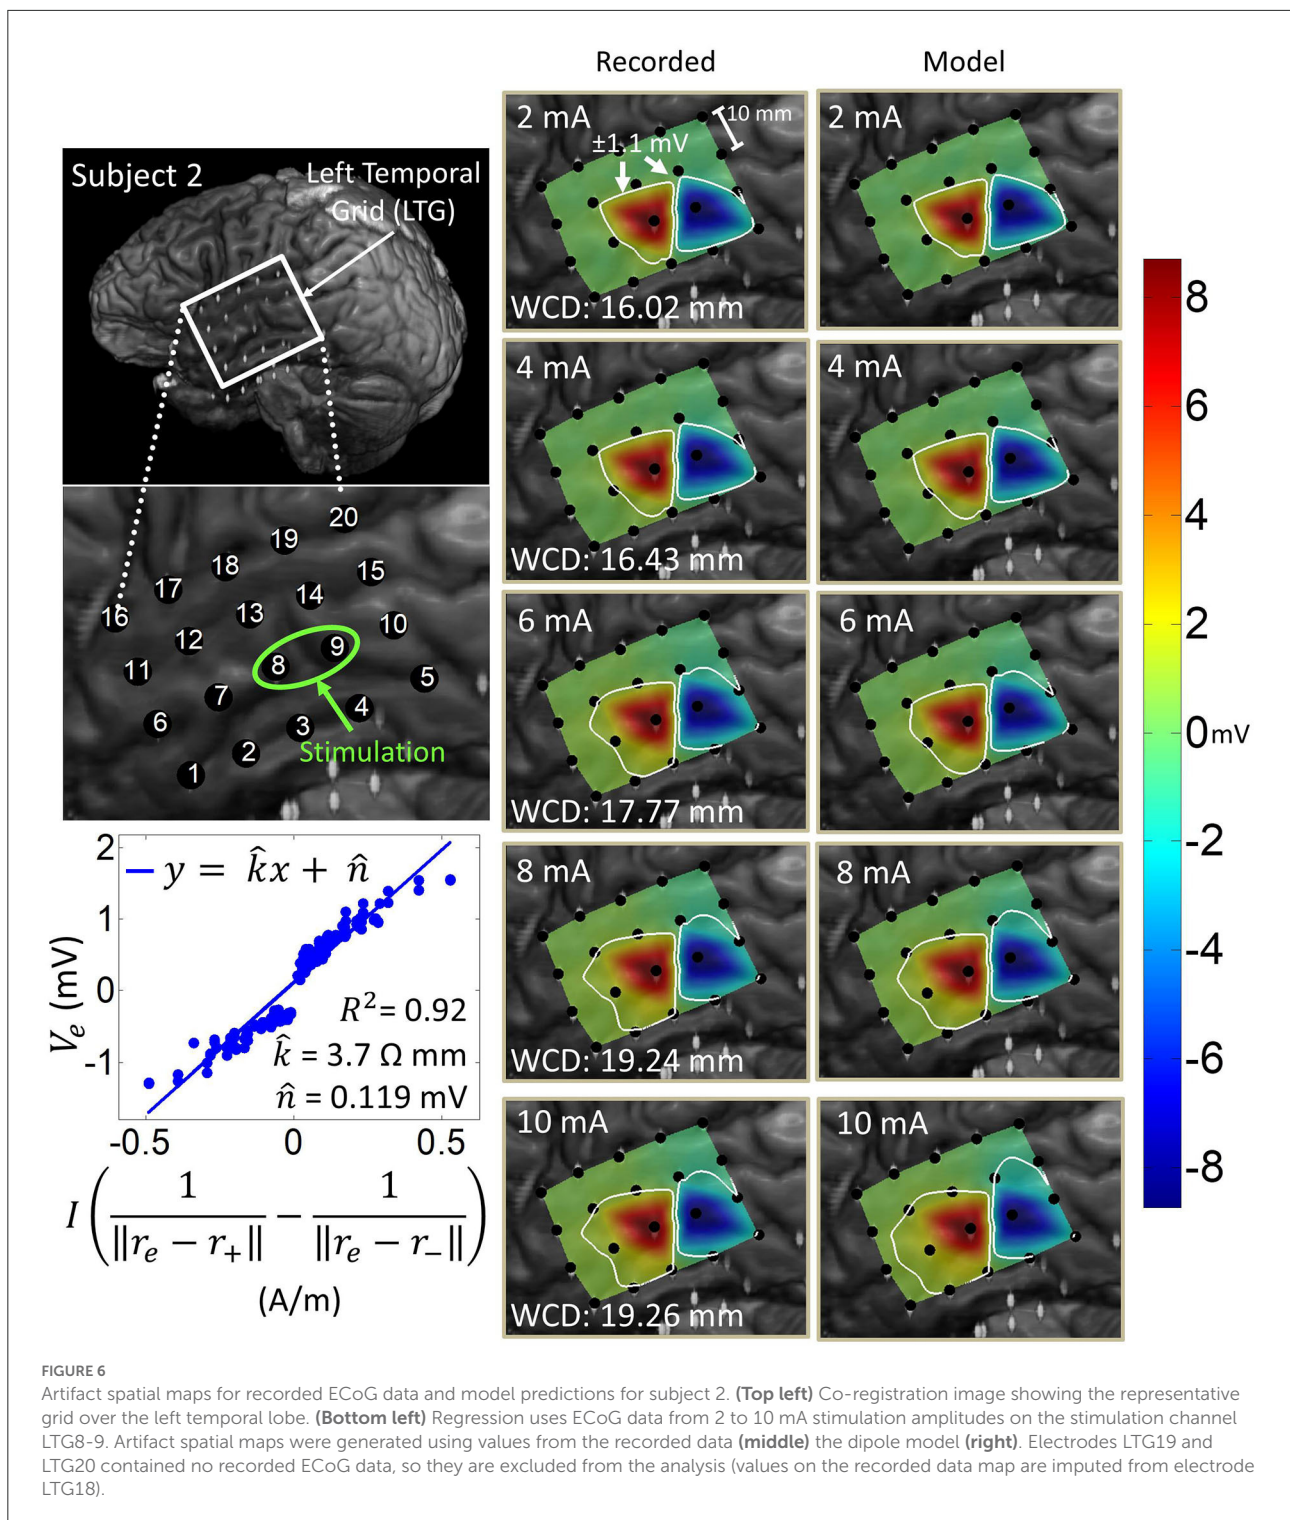 Recorded
Model
Subject 2
Left Temporal
Grid (LTG)
20
19
18
15
17
14
16
13
10
12
9
11
8
5
7
4
6
3
2
Stimulation
1
2
1
0
-1
V_e (mV)
y = k̂x + n̂
R² = 0.92
k̂ = 3.7 Ω mm
n̂ = 0.119 mV
-0.5
0
0.5
I ( 1/‖r_e − r_+‖ − 1/‖r_e − r_−‖ )
(A/m)
2 mA
10 mm
±1.1 mV
WCD: 16.02 mm
2 mA
4 mA
WCD: 16.43 mm
4 mA
6 mA
WCD: 17.77 mm
6 mA
8 mA
WCD: 19.24 mm
8 mA
10 mA
WCD: 19.26 mm
10 mA
8
6
4
2
0 mV
-2
-4
-6
-8
FIGURE 6
Artifact spatial maps for recorded ECoG data and model predictions for subject 2. (Top left) Co-registration image showing the representative
grid over the left temporal lobe. (Bottom left) Regression uses ECoG data from 2 to 10 mA stimulation amplitudes on the stimulation channel
LTG8-9. Artifact spatial maps were generated using values from the recorded data (middle) the dipole model (right). Electrodes LTG19 and
LTG20 contained no recorded ECoG data, so they are excluded from the analysis (values on the recorded data map are imputed from electrode
LTG18).